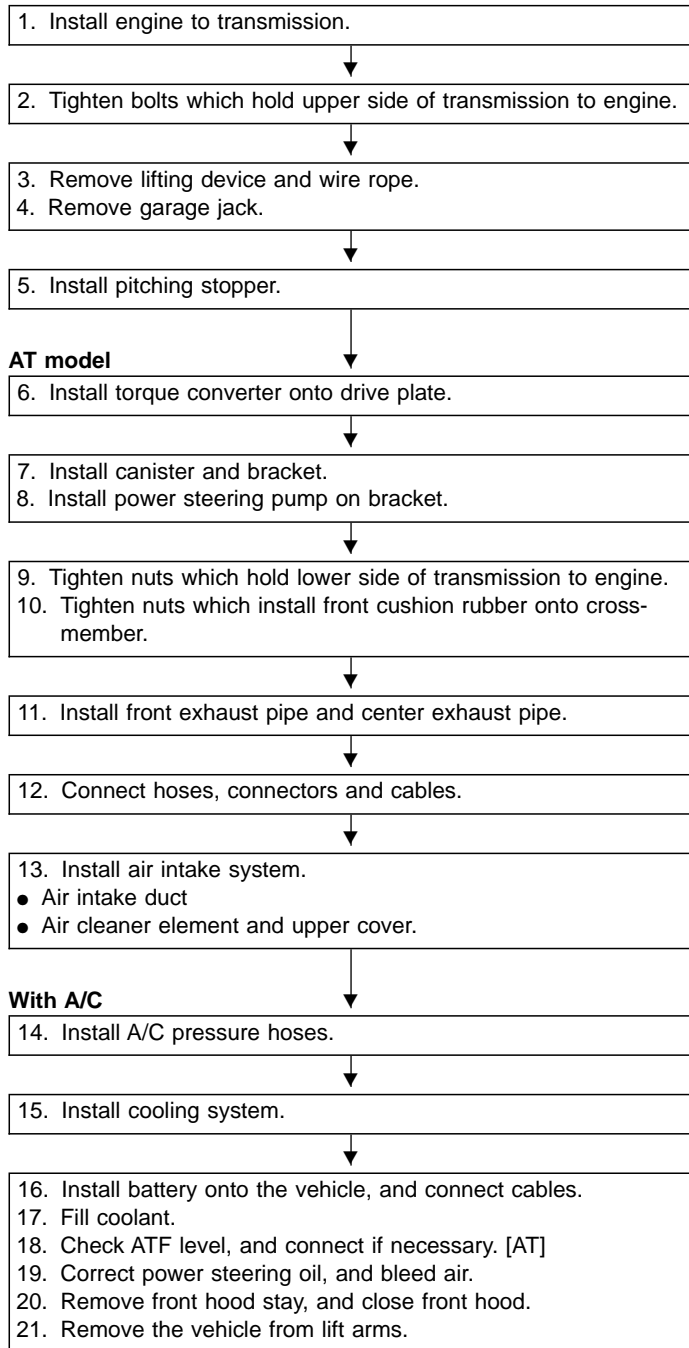 1. Install engine to transmission.
2. Tighten bolts which hold upper side of transmission to engine.
3. Remove lifting device and wire rope.
4. Remove garage jack.
5. Install pitching stopper.
AT model
6. Install torque converter onto drive plate.
7. Install canister and bracket.
8. Install power steering pump on bracket.
9. Tighten nuts which hold lower side of transmission to engine.
10. Tighten nuts which install front cushion rubber onto cross-
member.
11. Install front exhaust pipe and center exhaust pipe.
12. Connect hoses, connectors and cables.
13. Install air intake system.
● Air intake duct
● Air cleaner element and upper cover.
With A/C
14. Install A/C pressure hoses.
15. Install cooling system.
16. Install battery onto the vehicle, and connect cables.
17. Fill coolant.
18. Check ATF level, and connect if necessary. [AT]
19. Correct power steering oil, and bleed air.
20. Remove front hood stay, and close front hood.
21. Remove the vehicle from lift arms.